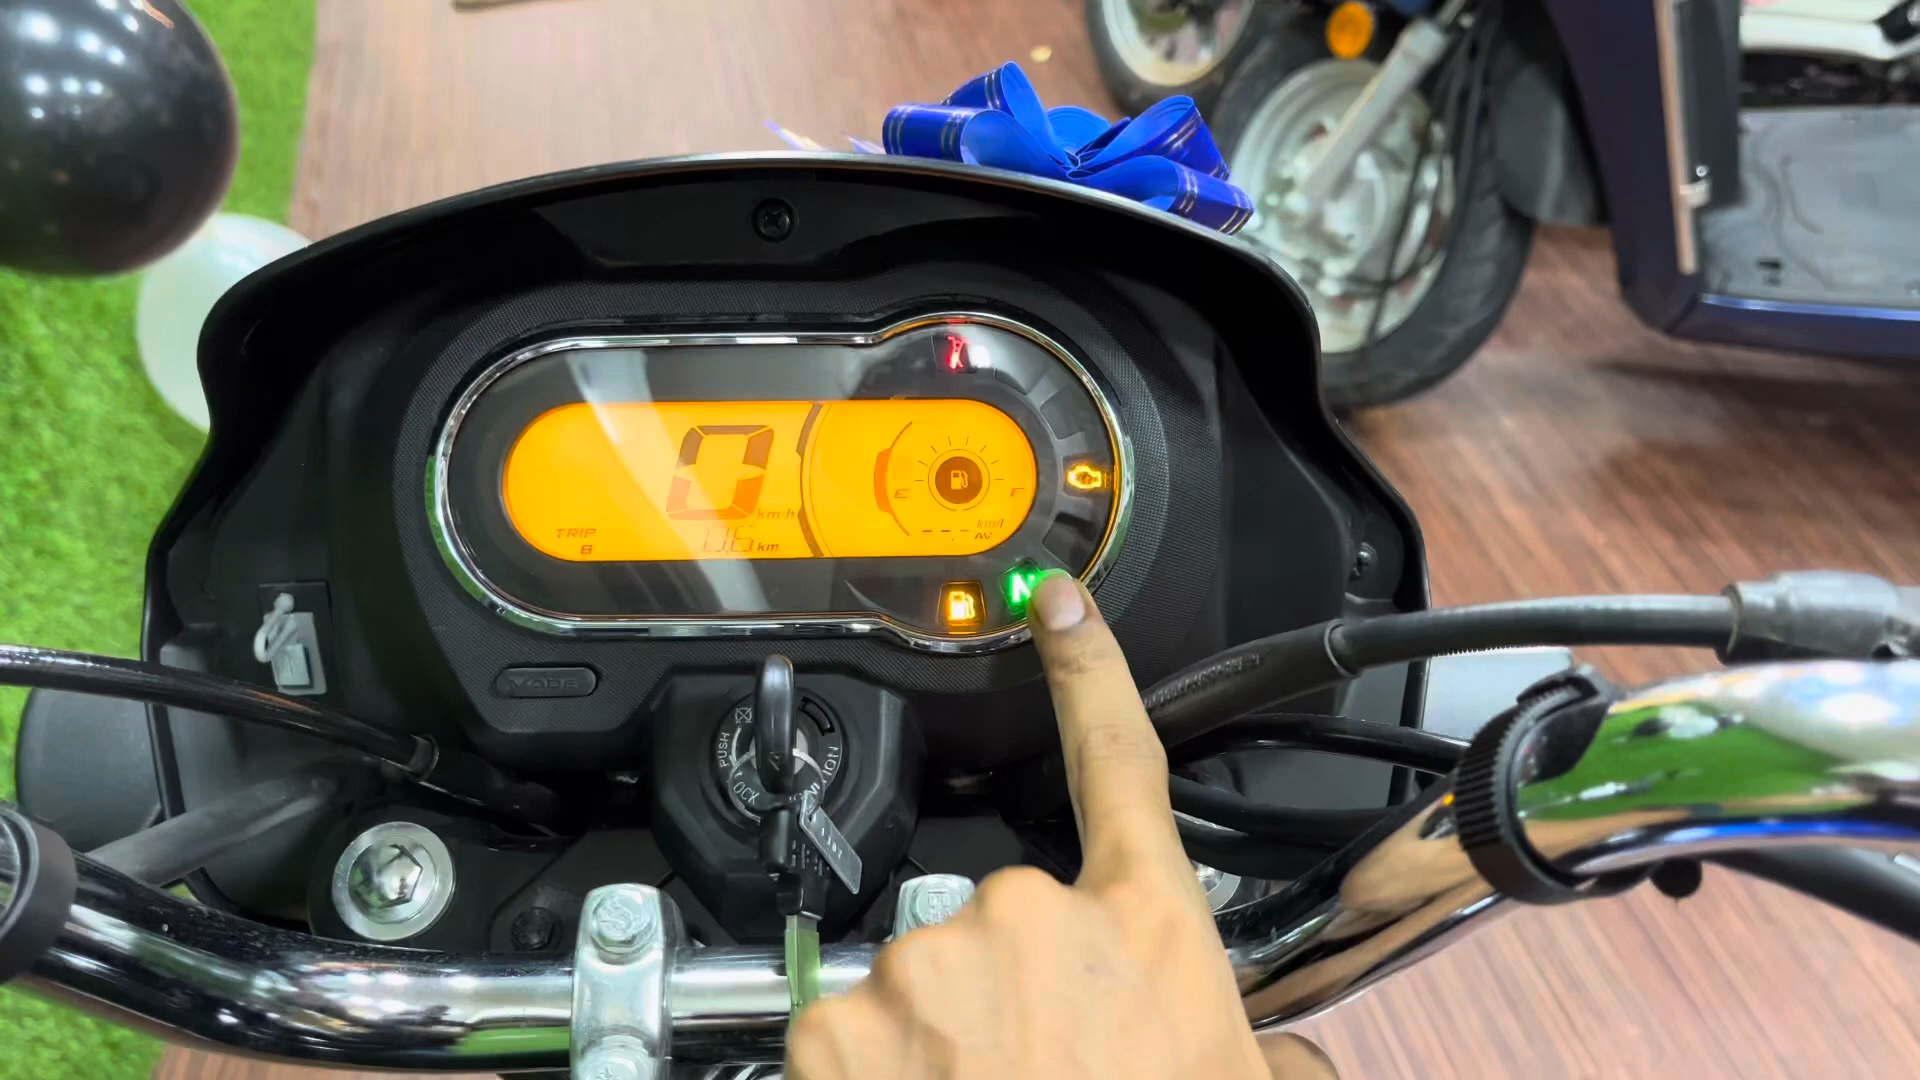 0 km/h
TRIP B 0.6 km
E F
--.- km/l
AV
N
MODE
PUSH
LOCK